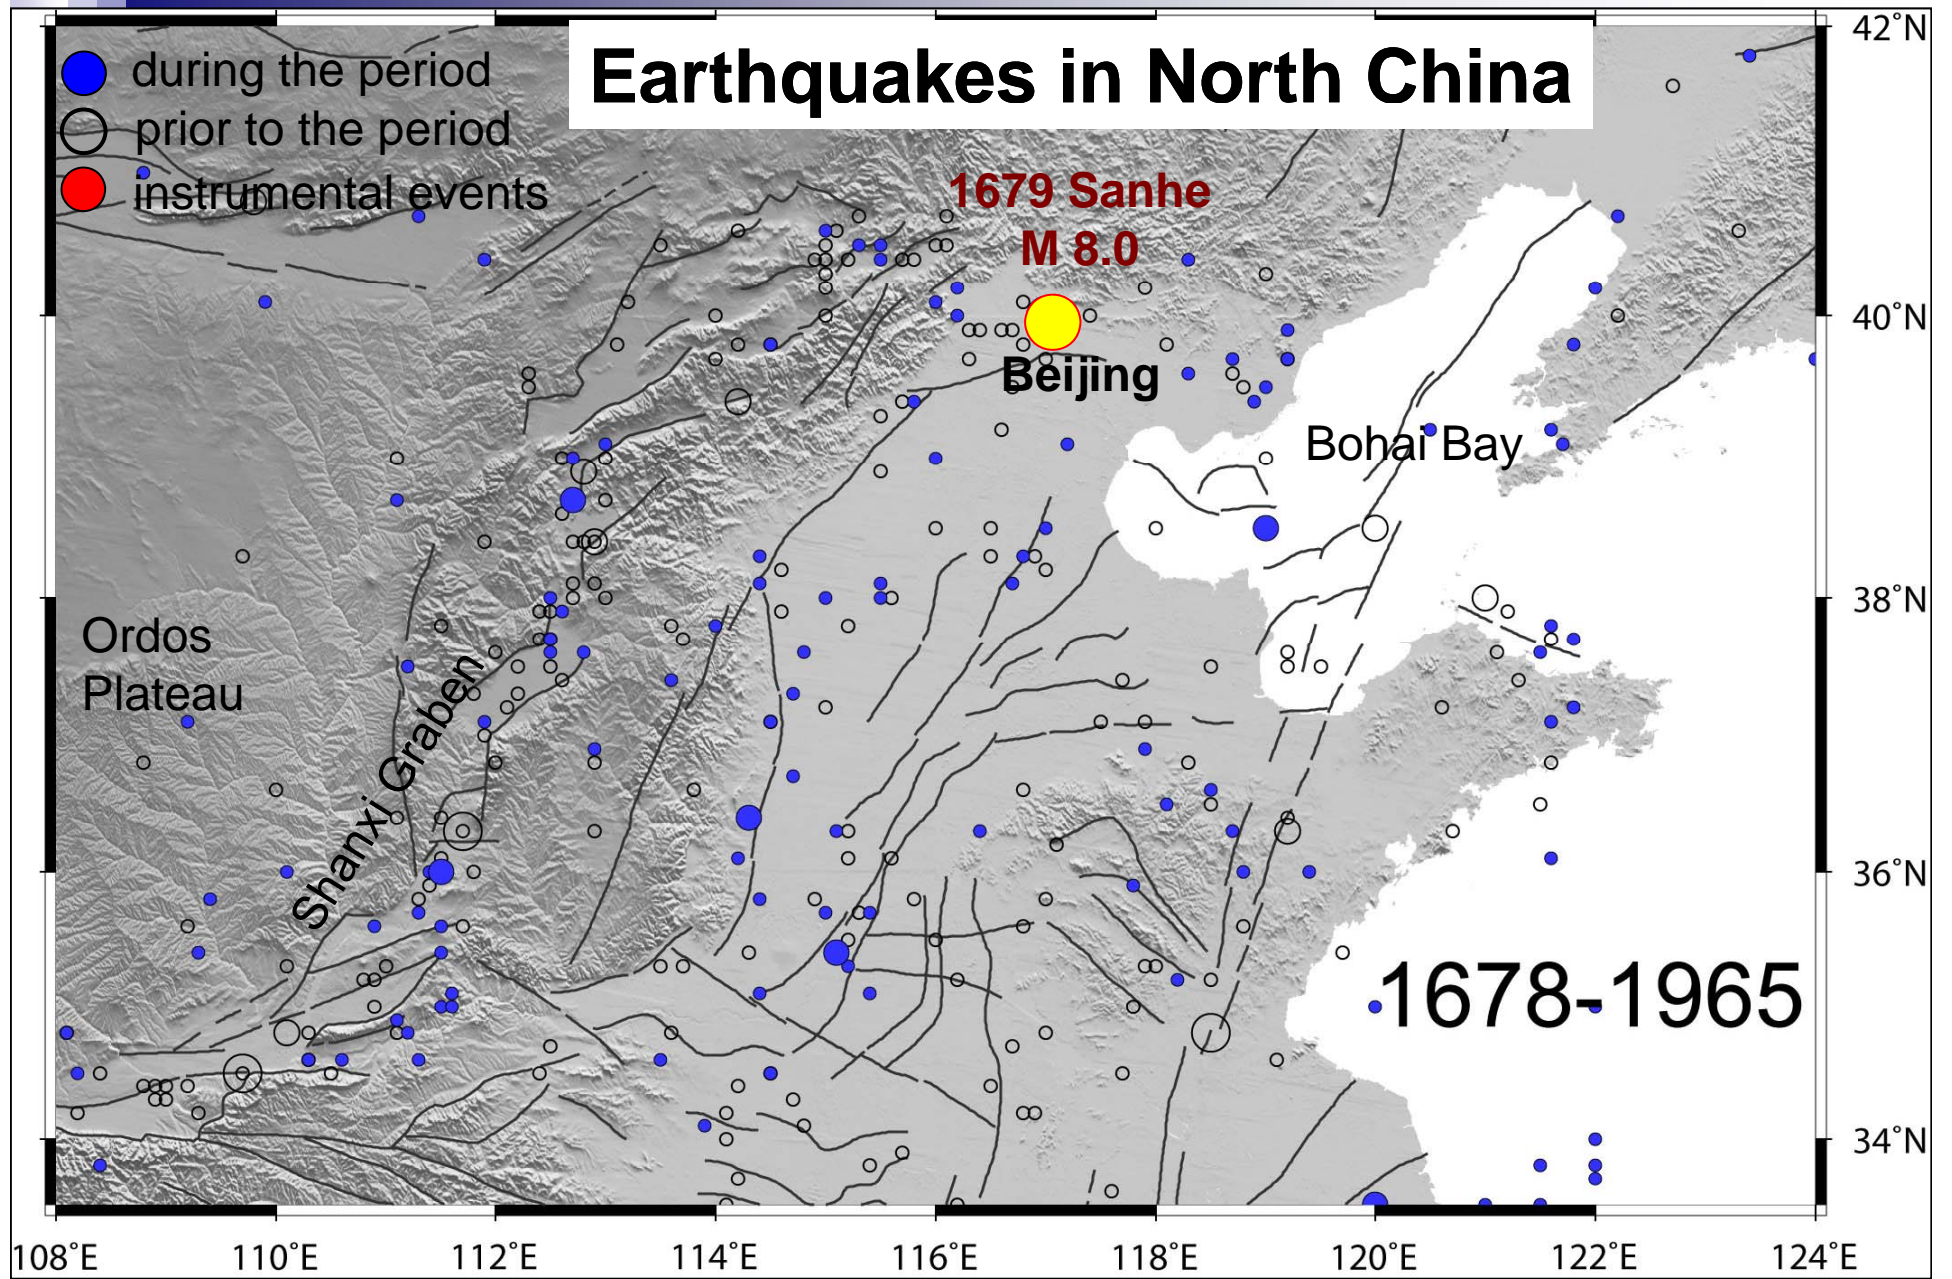 Earthquakes in North China
during the period
prior to the period
instrumental events
1679 Sanhe
M 8.0
Beijing
Bohai Bay
Ordos
Plateau
Shanxi Graben
1678-1965
42°N
40°N
38°N
36°N
34°N
108°E
110°E
112°E
114°E
116°E
118°E
120°E
122°E
124°E